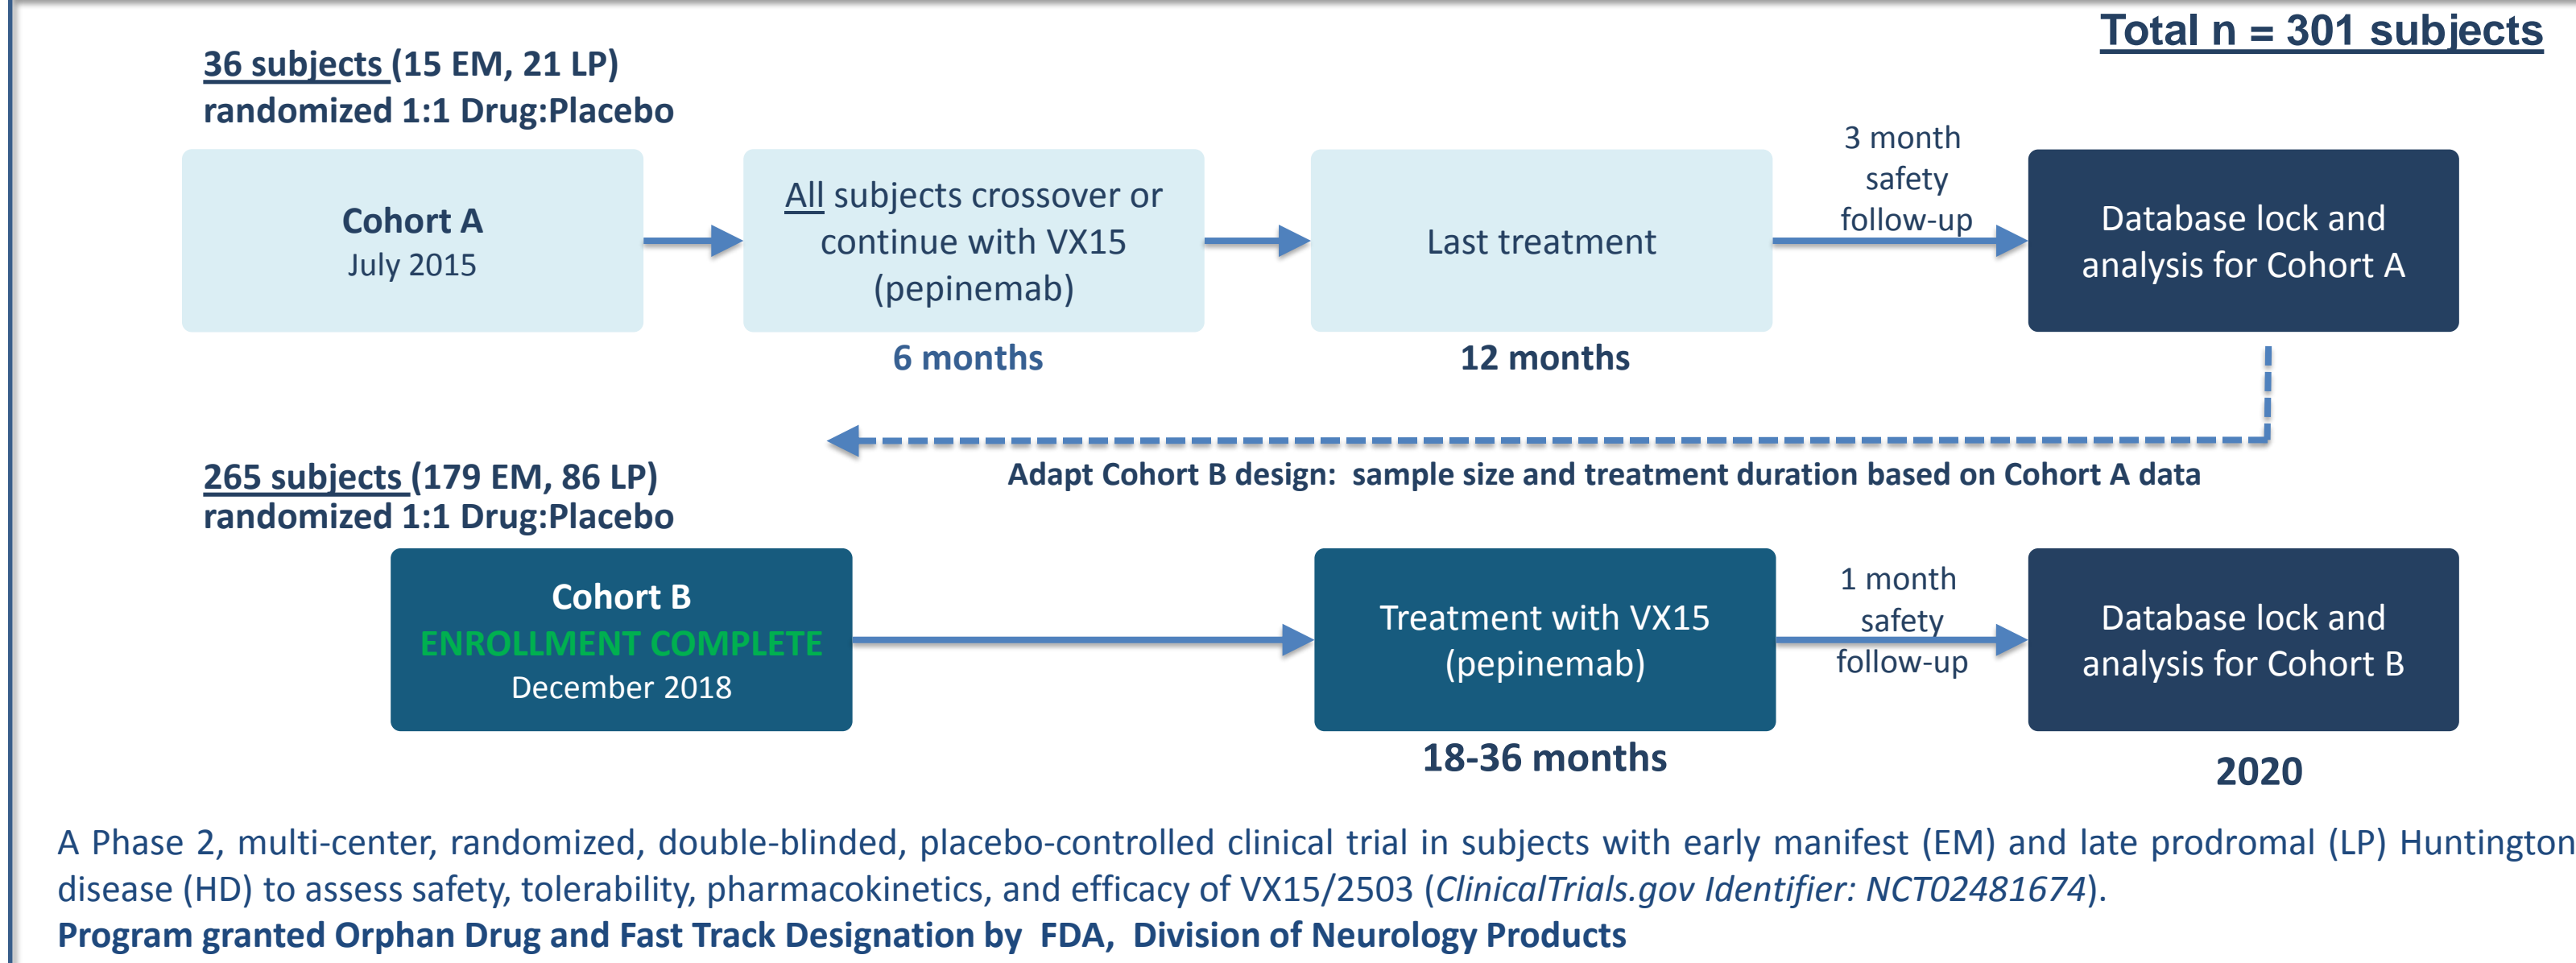 Total n = 301 subjects
36 subjects (15 EM, 21 LP)
randomized 1:1 Drug:Placebo
Cohort A
July 2015
All subjects crossover or
continue with VX15
(pepinemab)
6 months
Last treatment
12 months
3 month
safety
follow-up
Database lock and
analysis for Cohort A
Adapt Cohort B design:  sample size and treatment duration based on Cohort A data
265 subjects (179 EM, 86 LP)
randomized 1:1 Drug:Placebo
Cohort B
ENROLLMENT COMPLETE
December 2018
Treatment with VX15
(pepinemab)
18-36 months
1 month
safety
follow-up
Database lock and
analysis for Cohort B
2020
A Phase 2, multi-center, randomized, double-blinded, placebo-controlled clinical trial in subjects with early manifest (EM) and late prodromal (LP) Huntington
disease (HD) to assess safety, tolerability, pharmacokinetics, and efficacy of VX15/2503 (ClinicalTrials.gov Identifier: NCT02481674).
Program granted Orphan Drug and Fast Track Designation by  FDA,  Division of Neurology Products